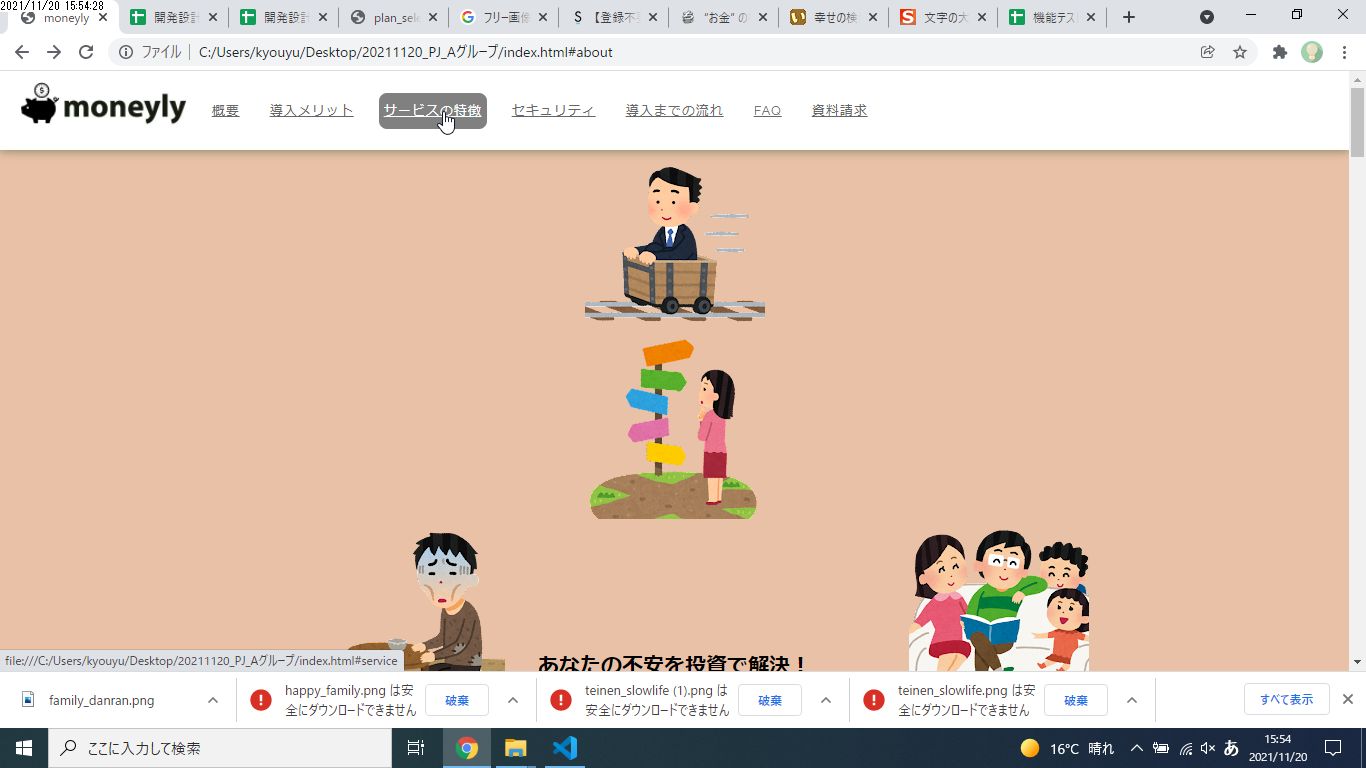 2021/11/20 15:54:28
moneyly
開発設計
開発設計
plan_sele
フリー画像
【登録不要
“お金” の
幸せの検
文字の大
機能テス
ファイル
C:/Users/kyouyu/Desktop/20211120_PJ_Aグループ/index.html#about
moneyly
概要
導入メリット
サービスの特徴
セキュリティ
導入までの流れ
FAQ
資料請求
あなたの不安を投資で解決！
file:///C:/Users/kyouyu/Desktop/20211120_PJ_Aグループ/index.html#service
family_danran.png
happy_family.png は安
全にダウンロードできません
破棄
teinen_slowlife (1).png は
安全にダウンロードできません
破棄
teinen_slowlife.png は安
全にダウンロードできません
破棄
すべて表示
ここに入力して検索
16°C 晴れ
あ
15:54
2021/11/20